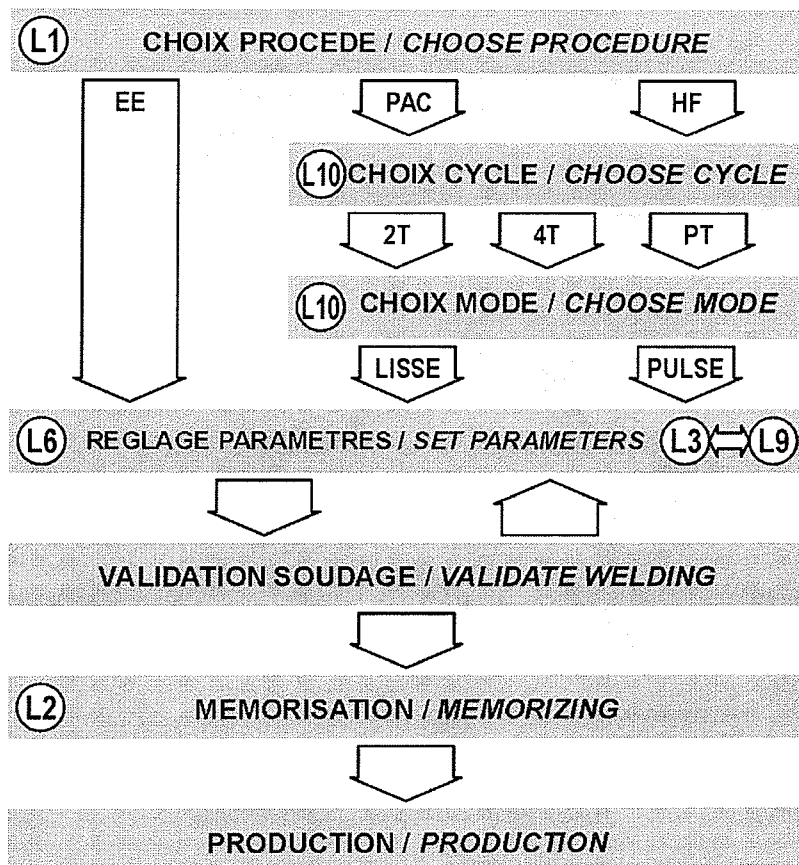 L1 CHOIX PROCEDE / CHOOSE PROCEDURE
EE PAC HF
L10 CHOIX CYCLE / CHOOSE CYCLE
2T 4T PT
L10 CHOIX MODE / CHOOSE MODE
LISSE PULSE
L6 REGLAGE PARAMETRES / SET PARAMETERS L3 L9
VALIDATION SOUDAGE / VALIDATE WELDING
L2 MEMORISATION / MEMORIZING
PRODUCTION / PRODUCTION